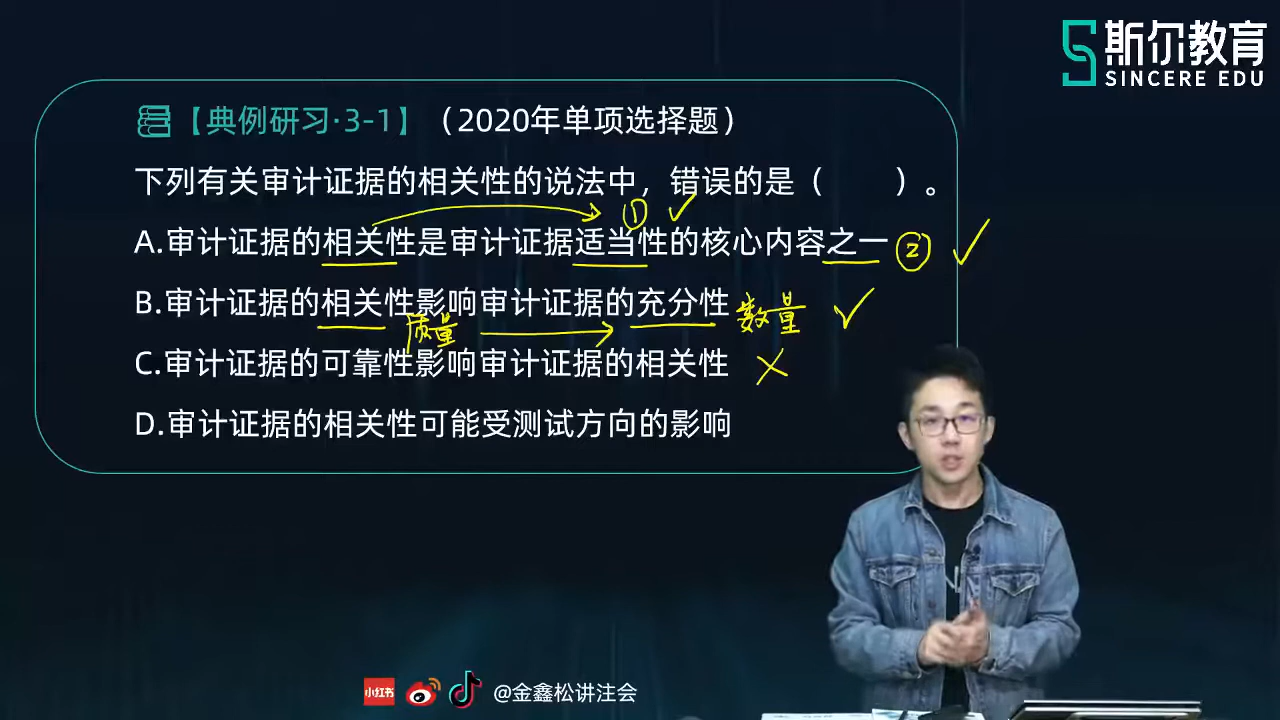 斯尔教育
SINCERE EDU
【典例研习·3-1】（2020年单项选择题）
下列有关审计证据的相关性的说法中，错误的是（　　）。
①
A.审计证据的相关性是审计证据适当性的核心内容之一 ②
B.审计证据的相关性影响审计证据的充分性 数量
质量
C.审计证据的可靠性影响审计证据的相关性
D.审计证据的相关性可能受测试方向的影响
小红书 @金鑫松讲注会